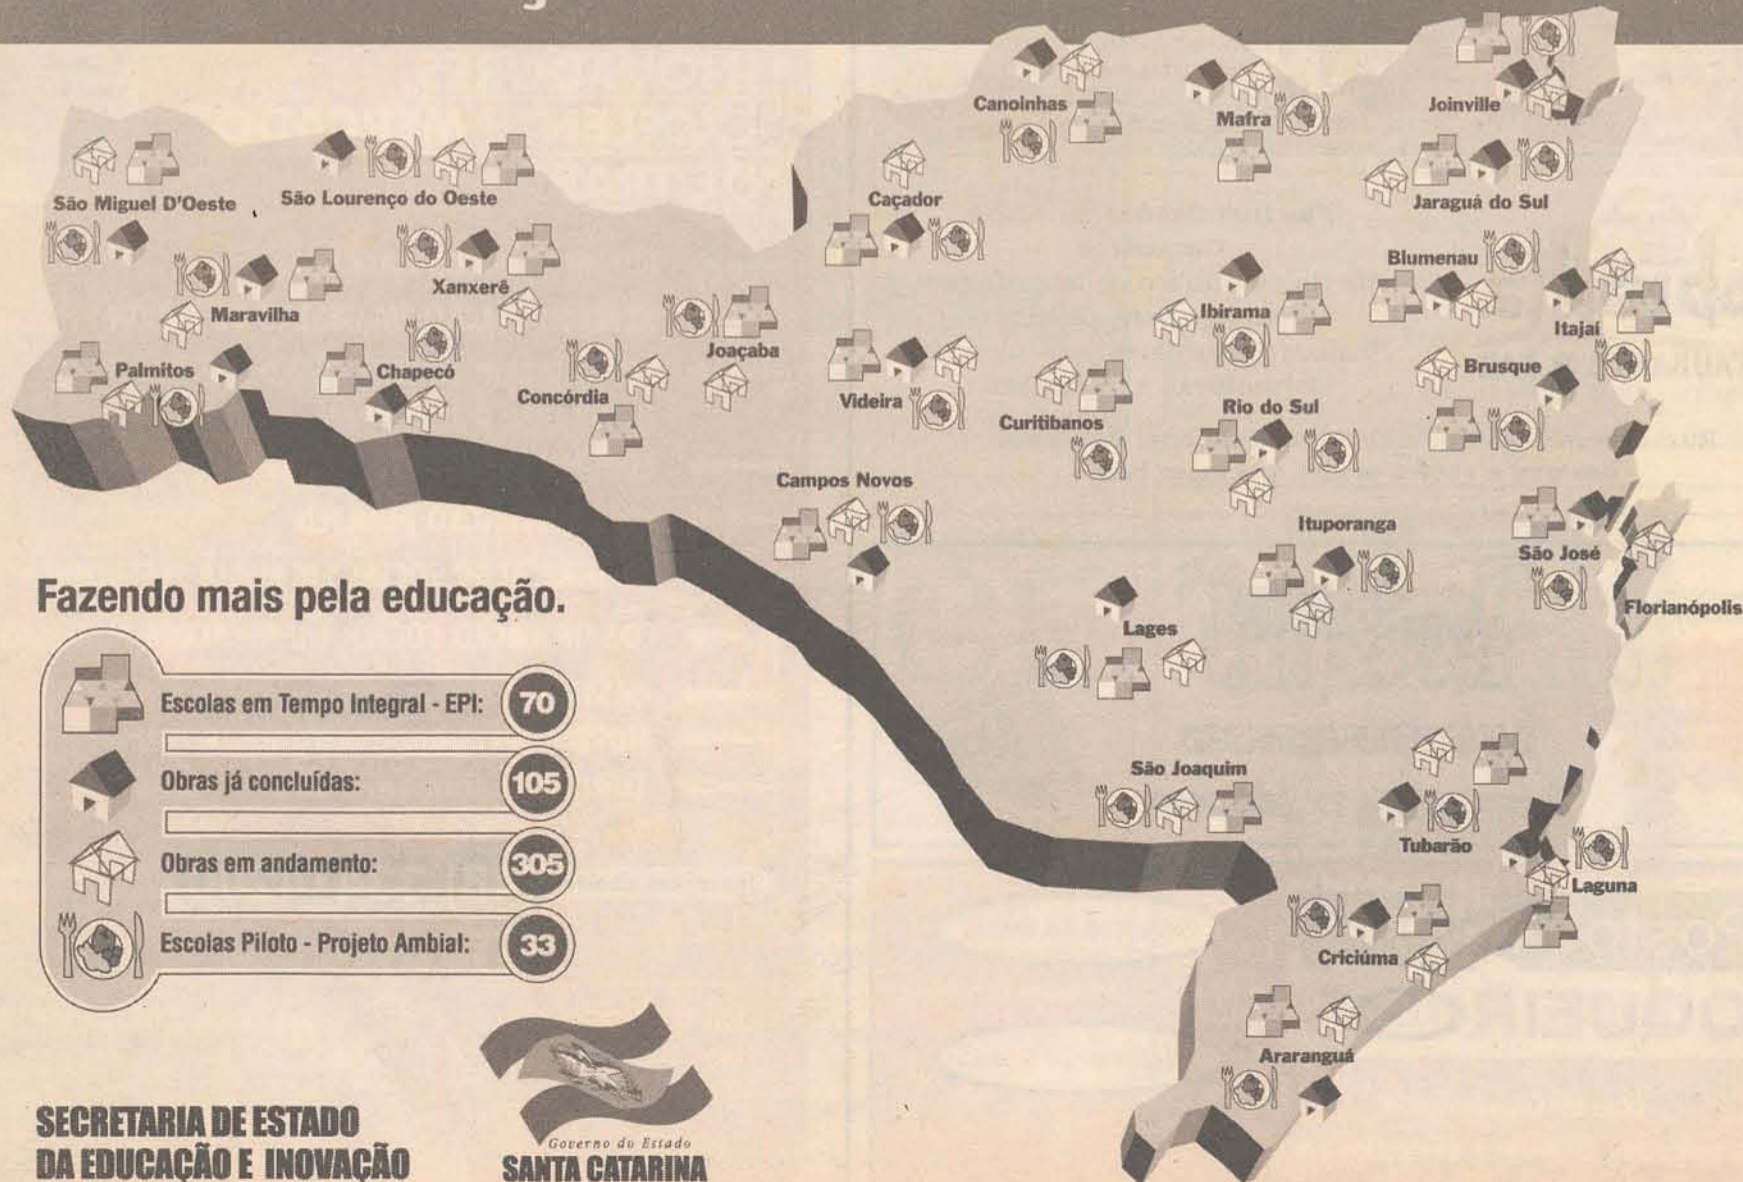 Canoinhas
Mafra
Joinville
São Miguel D'Oeste
São Lourenço do Oeste
Caçador
Jaraguá do Sul
Blumenau
Maravilha
Xanxerê
Ibirama
Itajaí
Joaçaba
Palmitos
Chapecó
Brusque
Concórdia
Videira
Curitibanos
Rio do Sul
Campos Novos
Ituporanga
São José
Florianópolis
Lages
São Joaquim
Tubarão
Laguna
Criciúma
Araranguá
Fazendo mais pela educação.
Escolas em Tempo Integral - EPI: 70
Obras já concluídas: 105
Obras em andamento: 305
Escolas Piloto - Projeto Ambial: 33
SECRETARIA DE ESTADO
DA EDUCAÇÃO E INOVAÇÃO
Governo do Estado
SANTA CATARINA